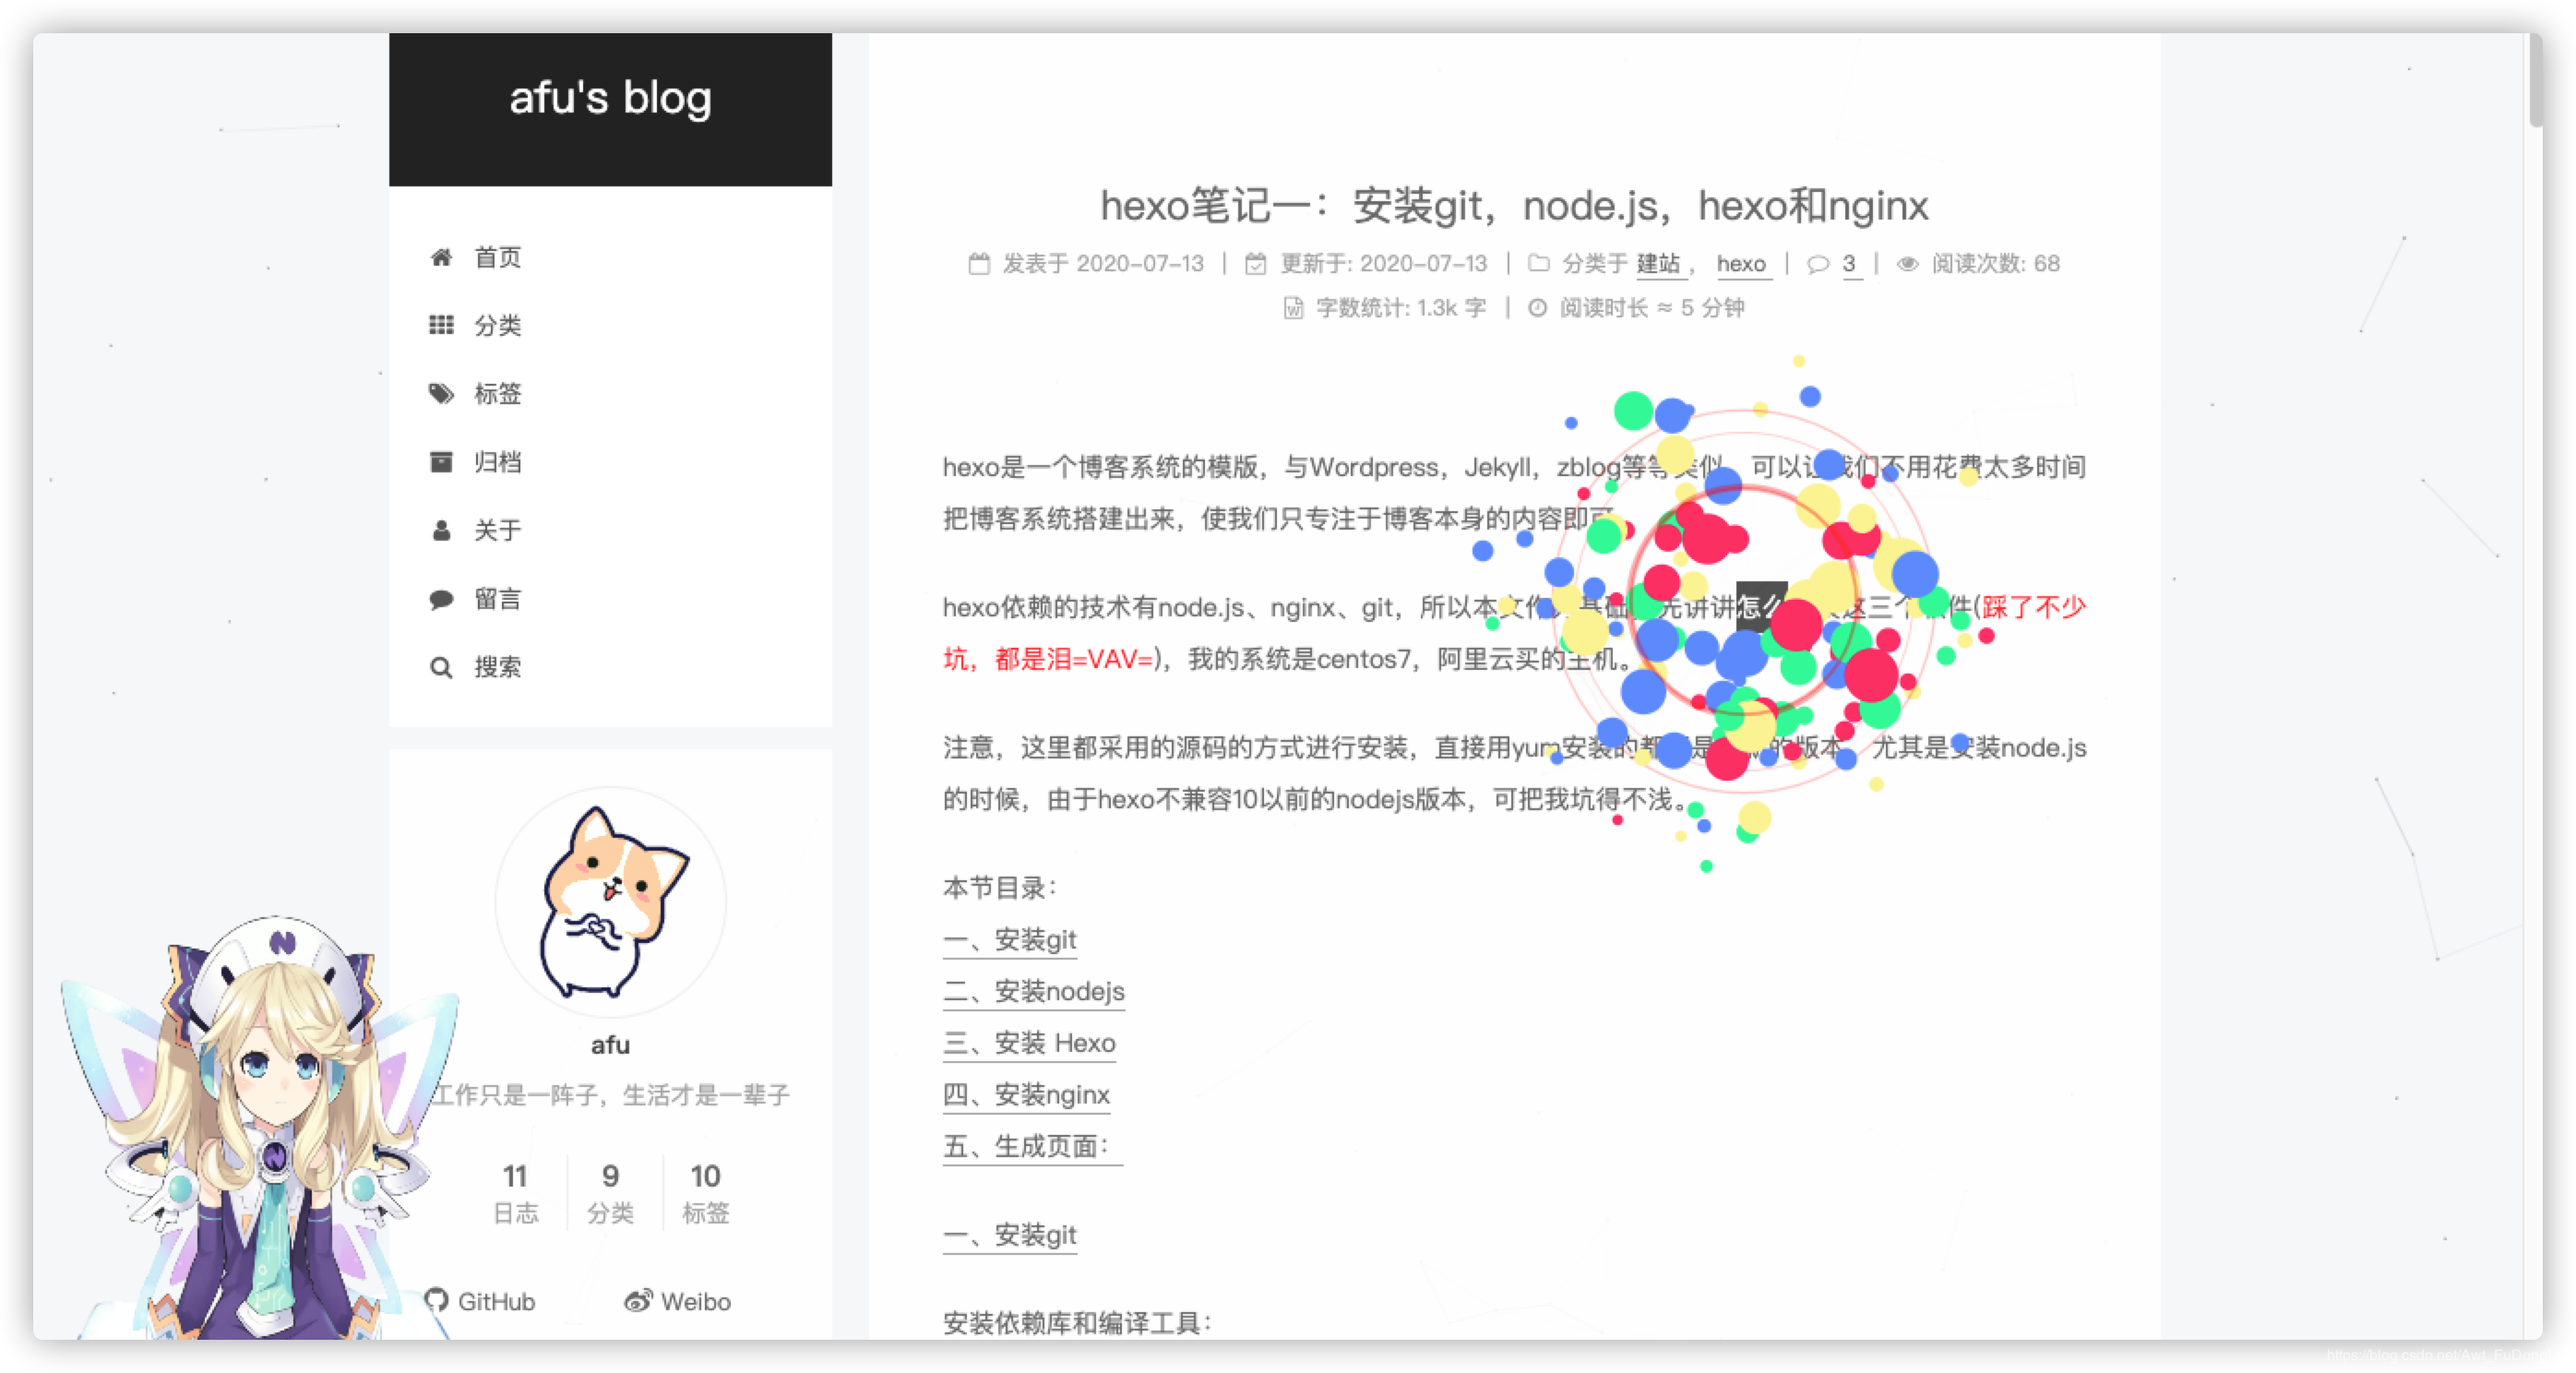 afu's blog
首页
分类
标签
归档
关于
留言
搜索
afu
工作只是一阵子，生活才是一辈子
11 9 10
日志 分类 标签
GitHub Weibo
hexo笔记一：安装git，node.js，hexo和nginx
发表于 2020-07-13 | 更新于: 2020-07-13 | 分类于 建站 ， hexo | 3 | 阅读次数: 68
字数统计: 1.3k 字 | 阅读时长 ≈ 5 分钟
hexo是一个博客系统的模版，与Wordpress，Jekyll，zblog等等类似 可以让我们不用花费太多时间
把博客系统搭建出来，使我们只专注于博客本身的内容即可
hexo依赖的技术有node.js、nginx、git，所以本文作 基础 先讲讲怎么 这三个 件(踩了不少
坑，都是泪=VAV=)，我的系统是centos7，阿里云买的主机。
注意，这里都采用的源码的方式进行安装，直接用yum安装的都 是 的版本 尤其是安装node.js
的时候，由于hexo不兼容10以前的nodejs版本，可把我坑得不浅。
本节目录：
一、安装git
二、安装nodejs
三、安装 Hexo
四、安装nginx
五、生成页面：
一、安装git
安装依赖库和编译工具：